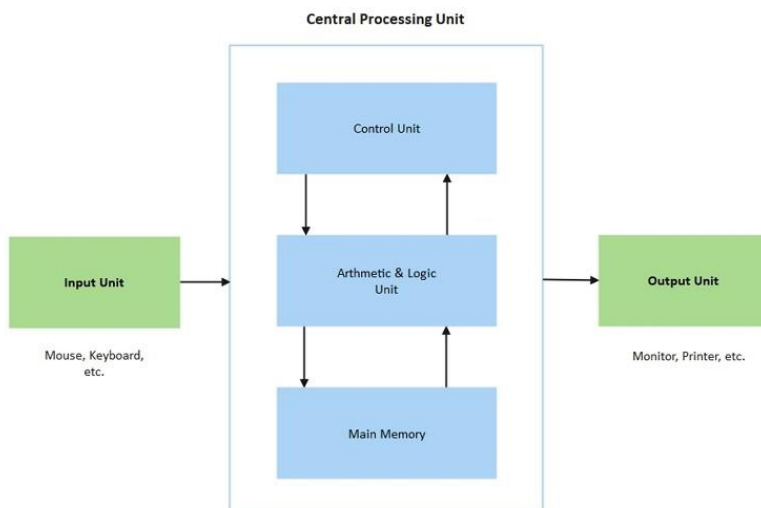 Central Processing Unit
Control Unit
Input Unit
Mouse, Keyboard,
etc.
Arthmetic & Logic
Unit
Main Memory
Output Unit
Monitor, Printer, etc.